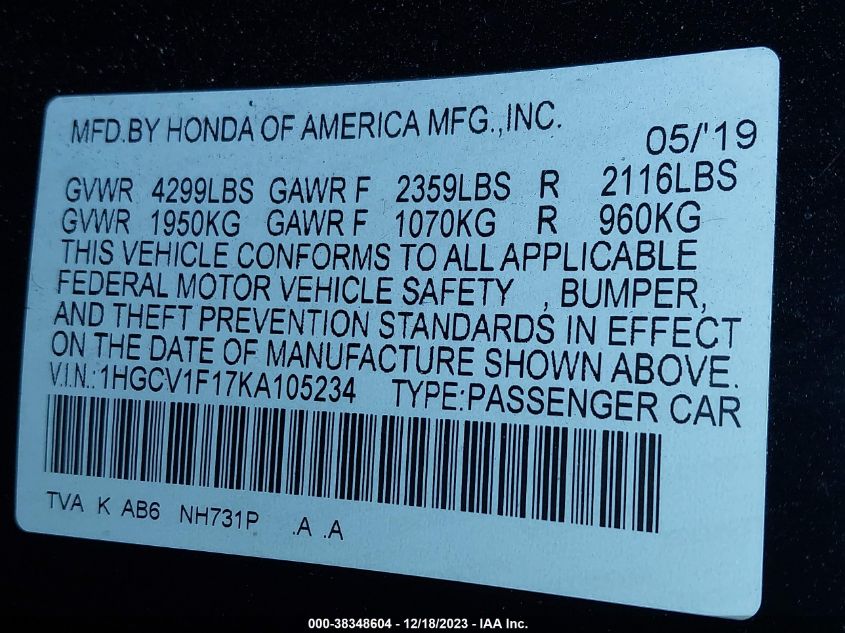 MFD.BY HONDA OF AMERICA MFG.,INC. 05/'19
GVWR 4299LBS GAWR F 2359LBS R 2116LBS
GVWR 1950KG GAWR F 1070KG R 960KG
THIS VEHICLE CONFORMS TO ALL APPLICABLE
FEDERAL MOTOR VEHICLE SAFETY , BUMPER,
AND THEFT PREVENTION STANDARDS IN EFFECT
ON THE DATE OF MANUFACTURE SHOWN ABOVE.
V.I.N.:1HGCV1F17KA105234 TYPE:PASSENGER CAR
TVA K AB6 NH731P .A .A
000-38348604 - 12/18/2023 - IAA Inc.